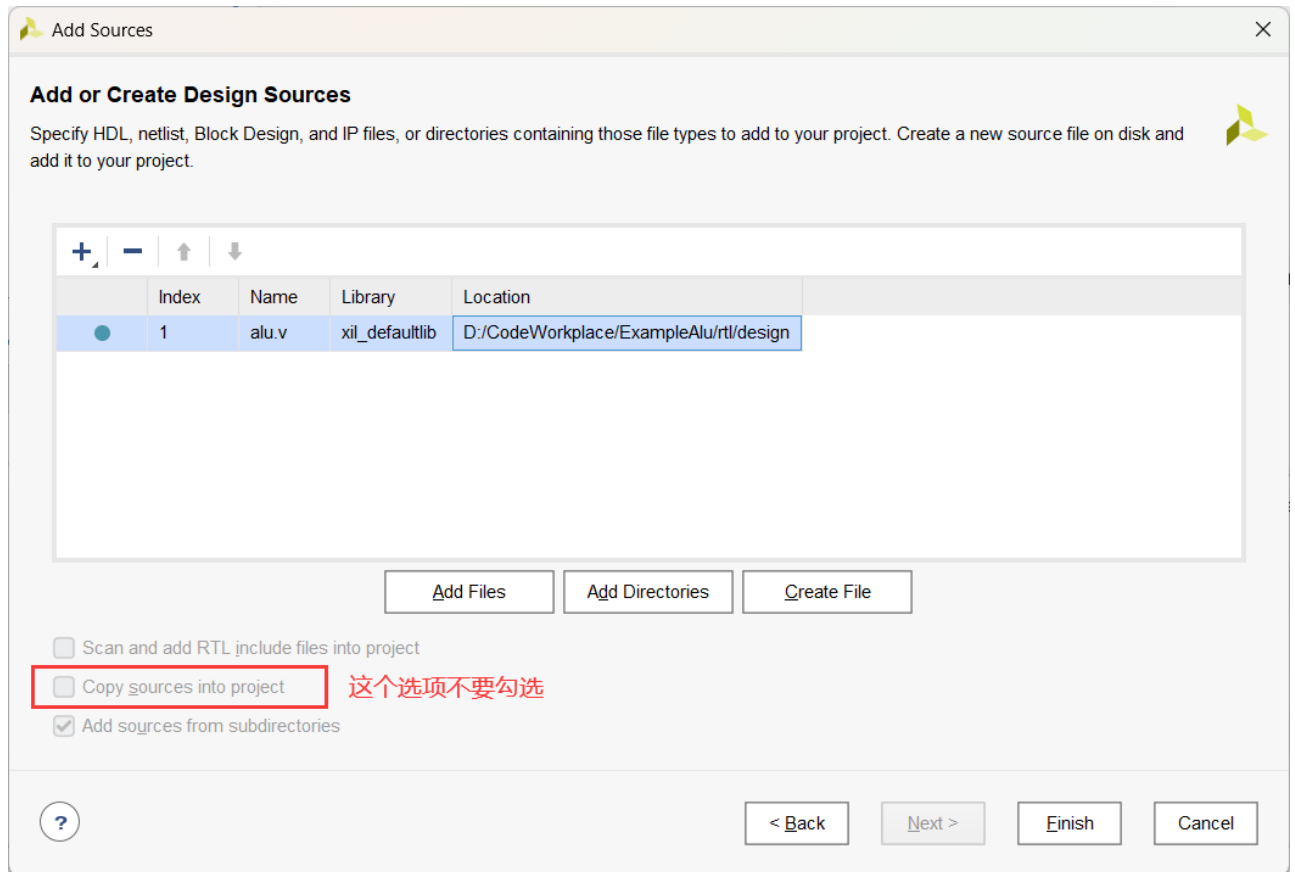 Add Sources
Add or Create Design Sources
Specify HDL, netlist, Block Design, and IP files, or directories containing those file types to add to your project. Create a new source file on disk and
add it to your project.
Index Name Library Location
1 alu.v xil_defaultlib D:/CodeWorkplace/ExampleAlu/rtl/design
Add Files Add Directories Create File
Scan and add RTL include files into project
Copy sources into project 这个选项不要勾选
Add sources from subdirectories
? < Back Next > Finish Cancel